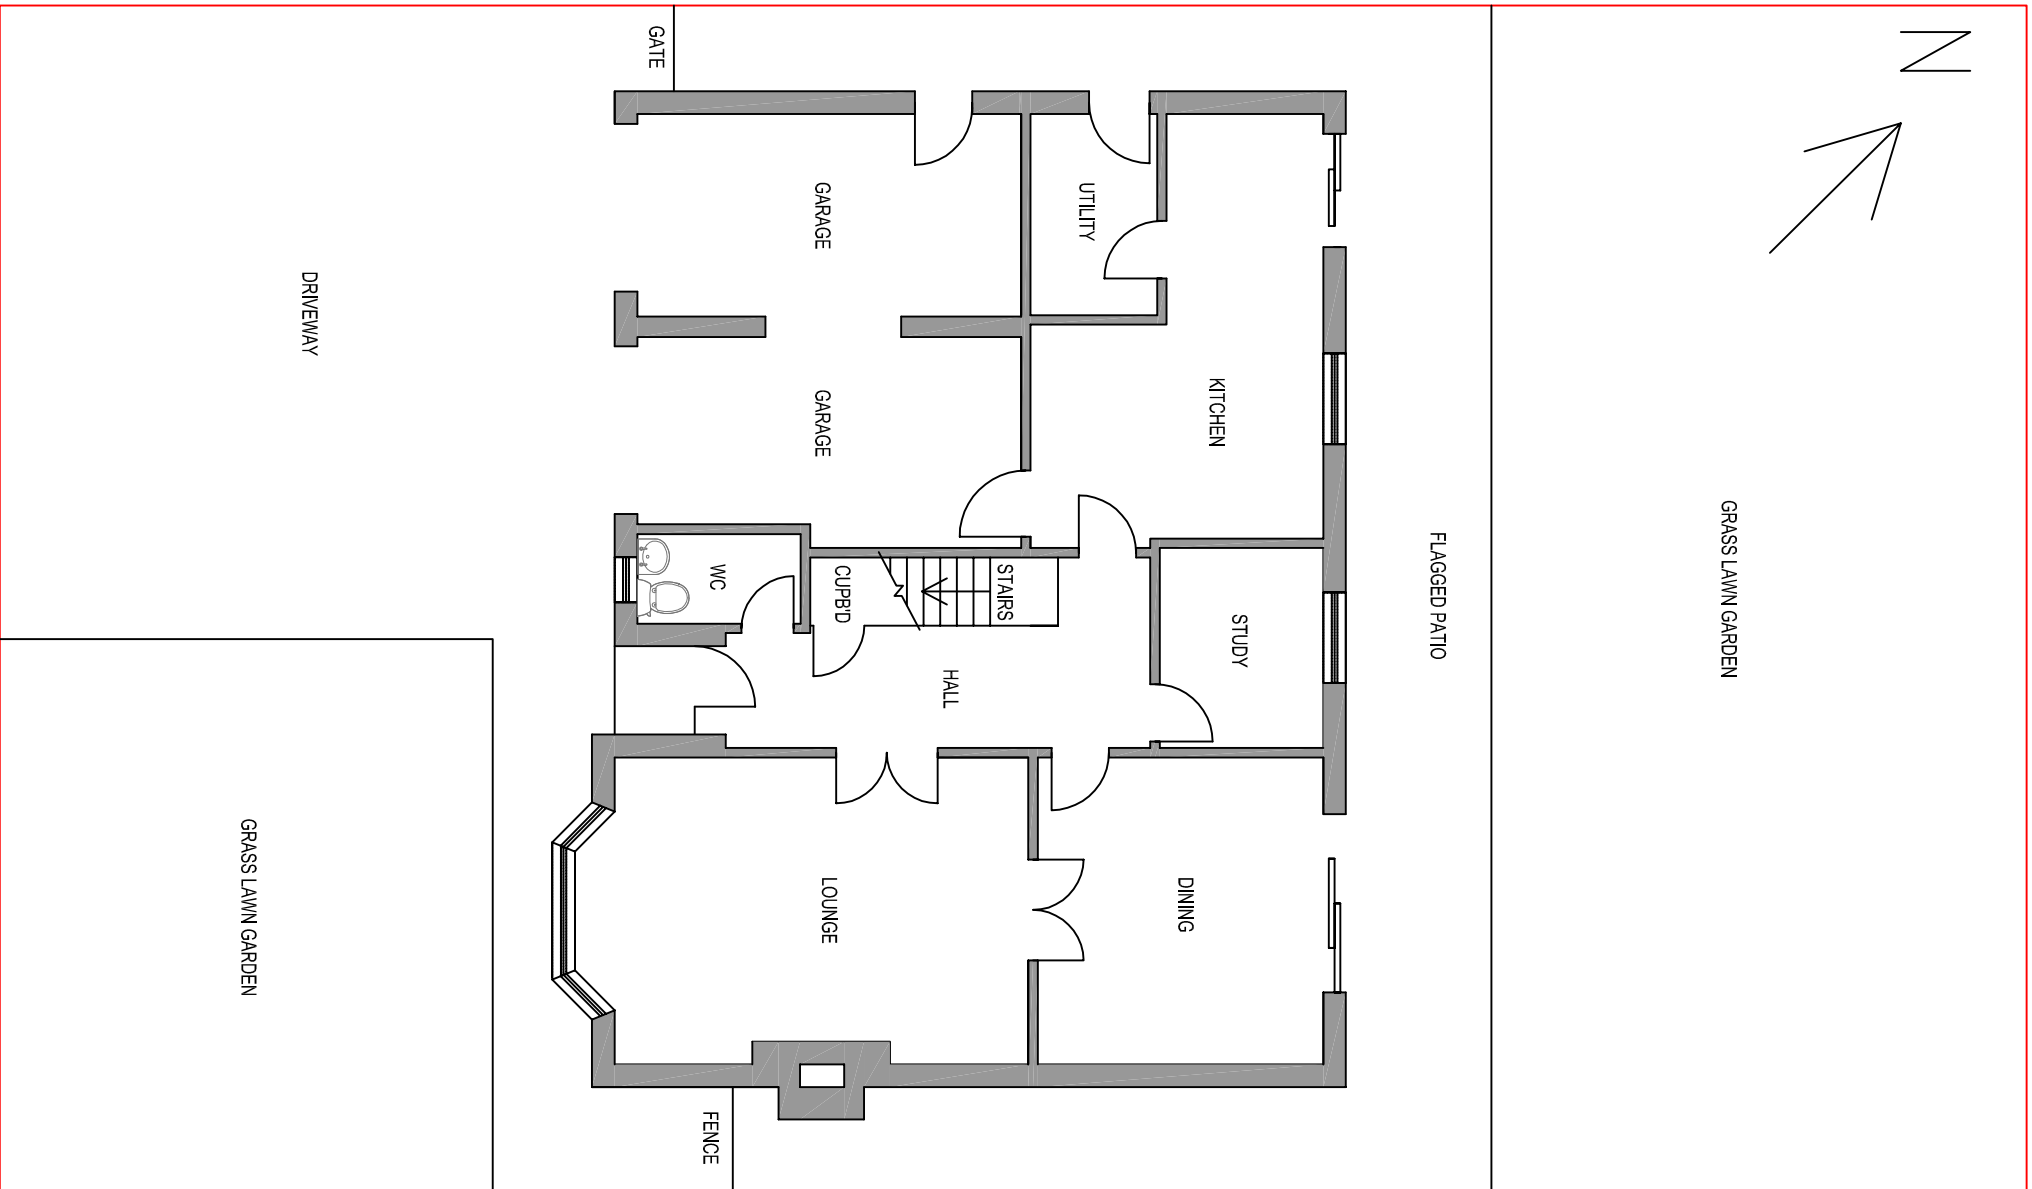 N
GRASS LAWN GARDEN
FLAGGED PATIO
STUDY
KITCHEN
DINING
UTILITY
STAIRS
HALL
CUPB'D
GARAGE
GARAGE
LOUNGE
WC
FENCE
GATE
DRIVEWAY
GRASS LAWN GARDEN